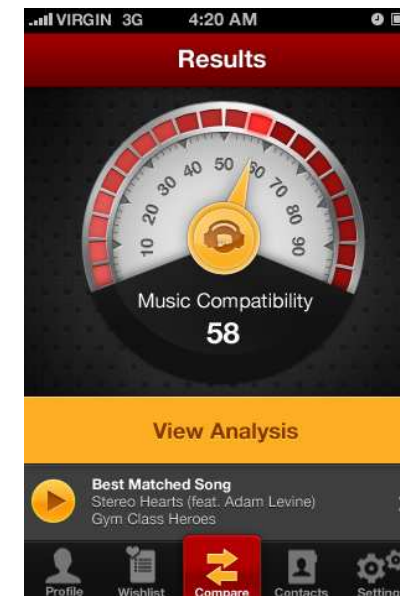 VIRGIN 3G 4:20 AM
Results
10 20 30 40 50 60 70 80 90
Music Compatibility
58
View Analysis
Best Matched Song
Stereo Hearts (feat. Adam Levine)
Gym Class Heroes
Profile Wishlist Compare Contacts Setting